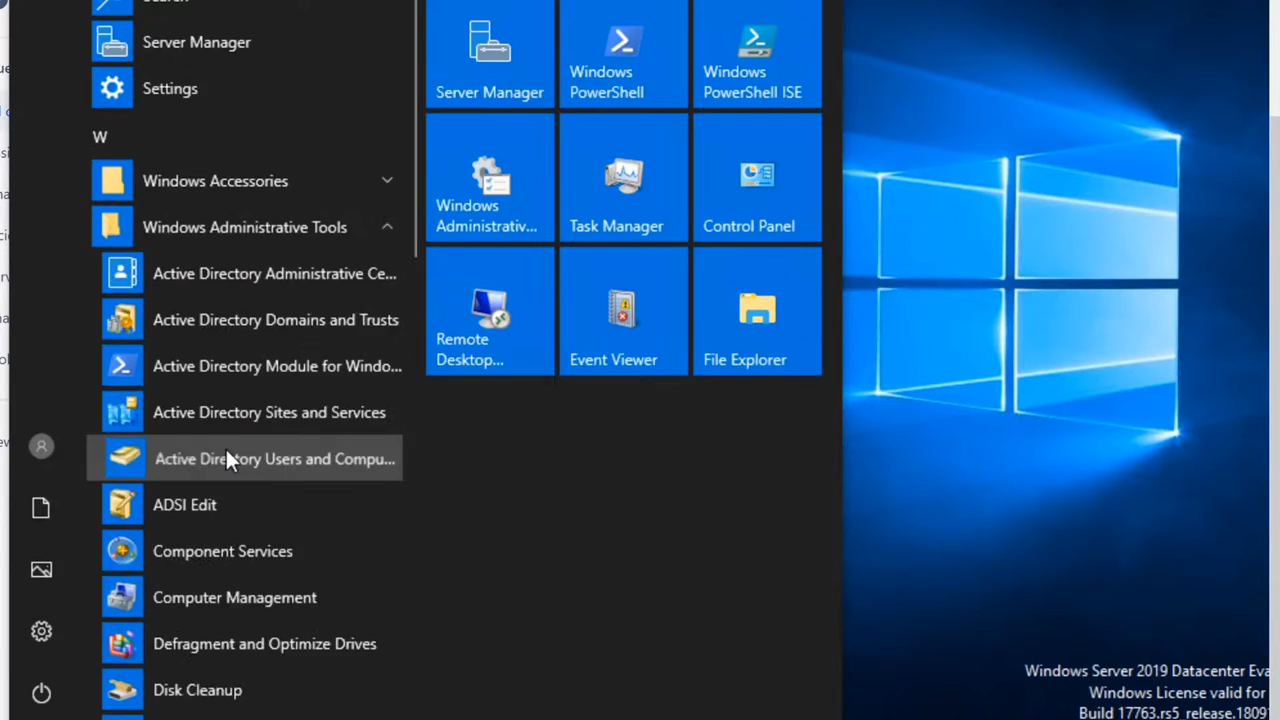 Search
Server Manager
Settings
W
Windows Accessories
Windows Administrative Tools
Active Directory Administrative Ce...
Active Directory Domains and Trusts
Active Directory Module for Windo...
Active Directory Sites and Services
Active Directory Users and Compu...
ADSI Edit
Component Services
Computer Management
Defragment and Optimize Drives
Disk Cleanup
Server Manager
Windows
PowerShell
Windows
PowerShell ISE
Windows
Administrativ...
Task Manager
Control Panel
Remote
Desktop...
Event Viewer
File Explorer
Windows Server 2019 Datacenter Eva
Windows License valid for
Build 17763.rs5_release.1809